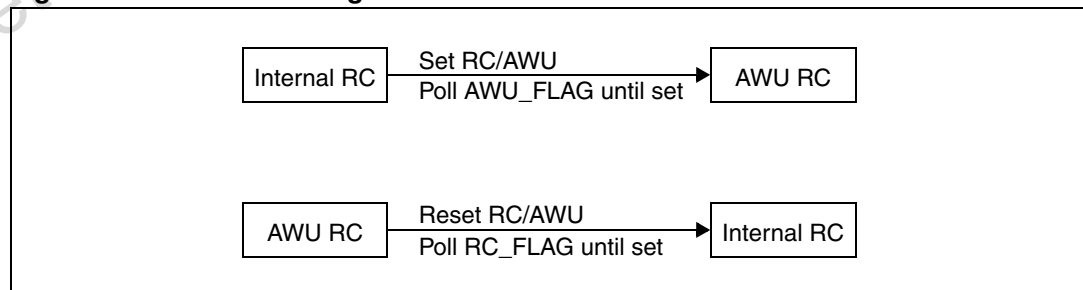 Internal RC
Set RC/AWU
Poll AWU_FLAG until set
AWU RC
AWU RC
Reset RC/AWU
Poll RC_FLAG until set
Internal RC